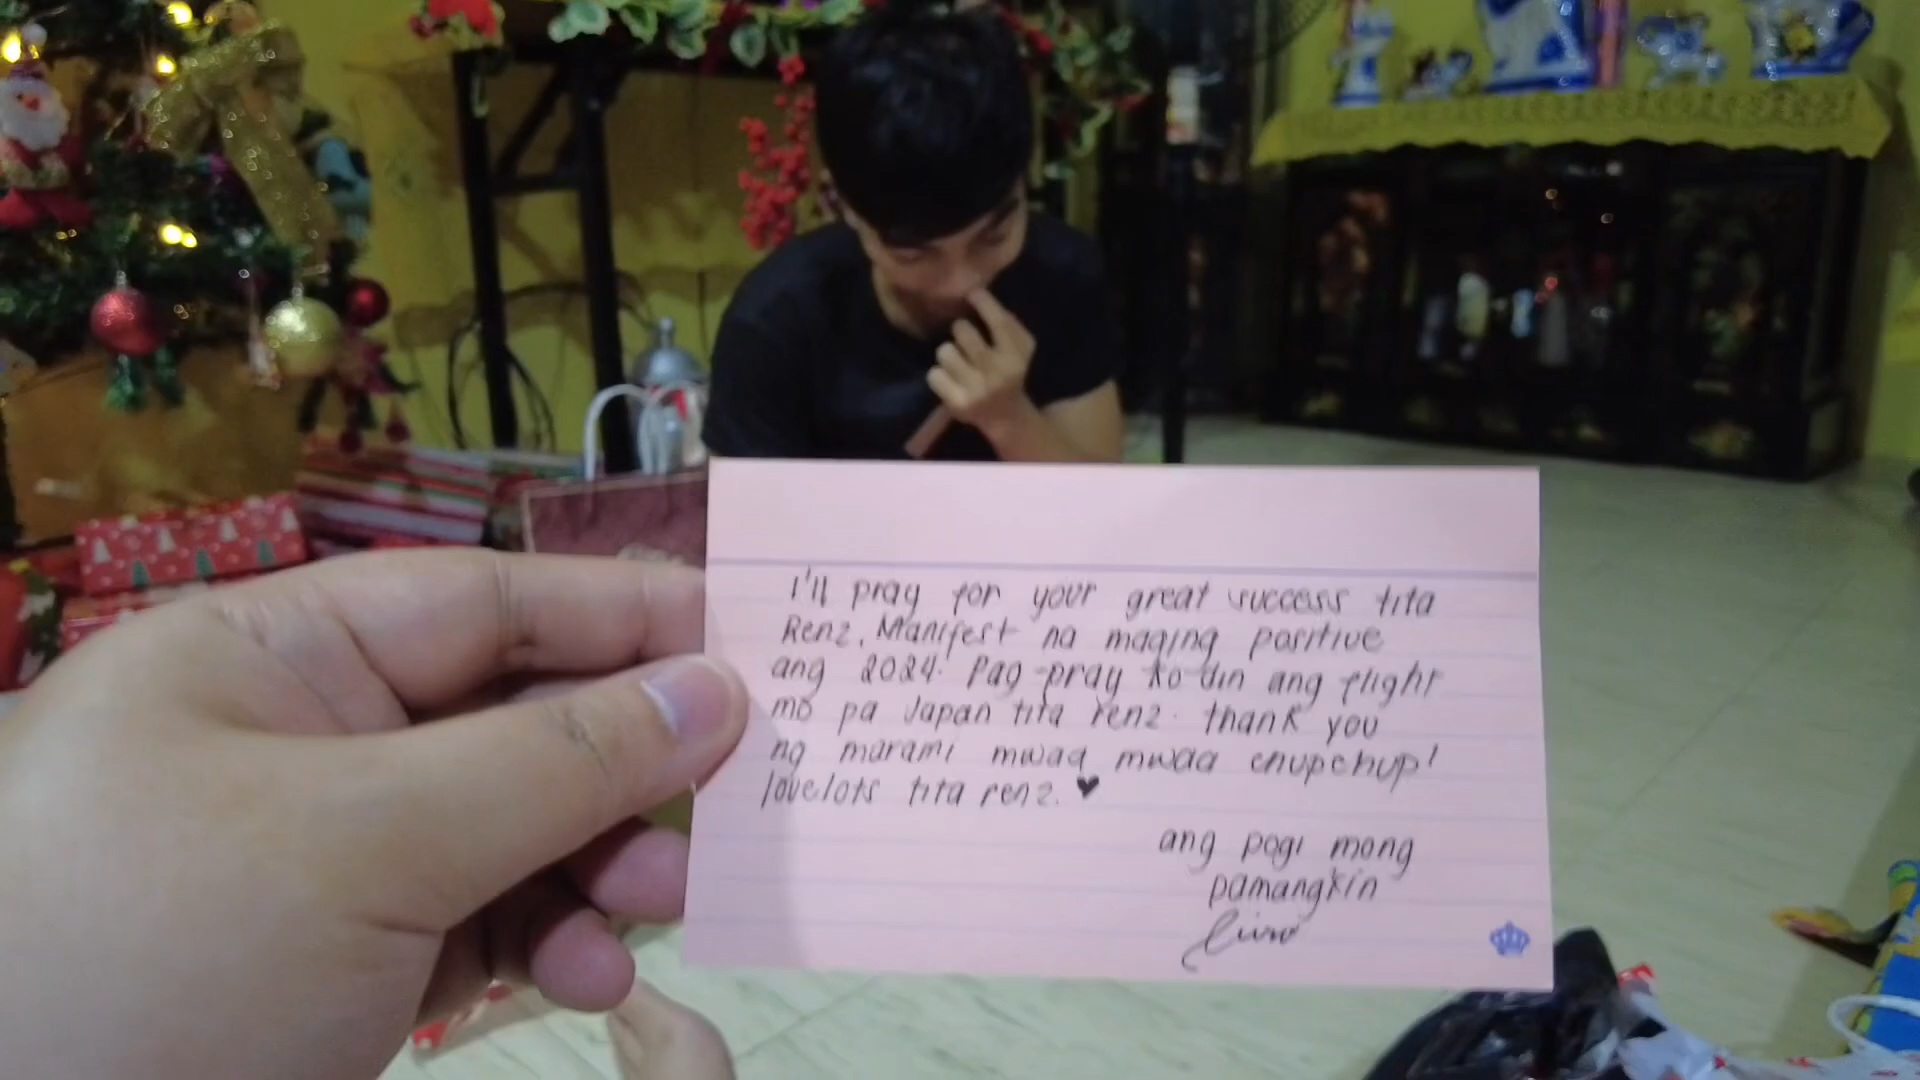 I'll pray for your great success tita
Renz. Manifest na maging positive
ang 2024. Pag-pray ko din ang flight
mo pa Japan tita renz. thank you
ng marami mwaa mwaa chupchup!
lovelots tita renz. ♥
ang pogi mong
pamangkin